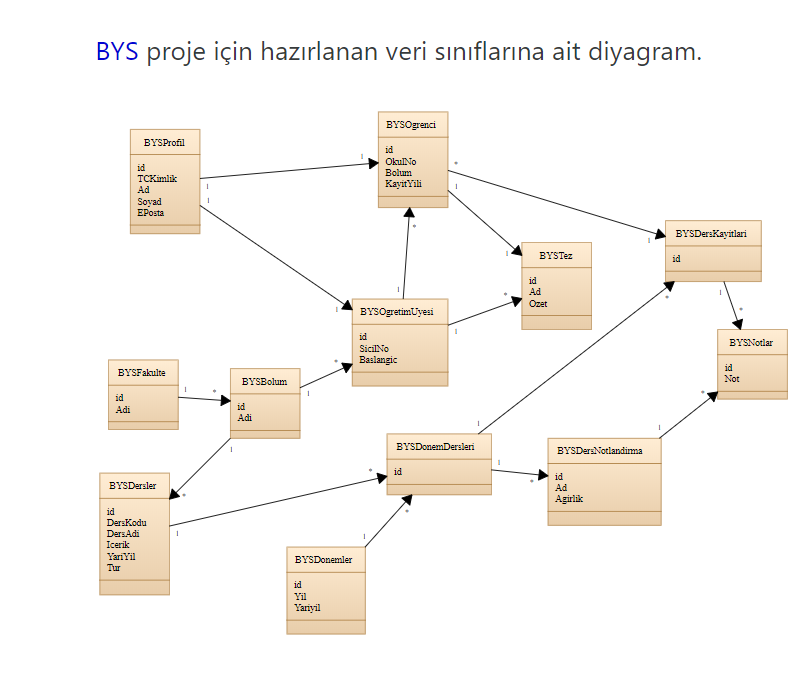 BYS proje için hazırlanan veri sınıflarına ait diyagram.
BYSOgrenci
id
OkulNo
Bolum
KayitYili
BYSProfil
id
TCKimlik
Ad
Soyad
EPosta
BYSDersKayitlari
id
BYSTez
id
Ad
Ozet
BYSOgretimUyesi
id
SicilNo
Baslangic
BYSNotlar
id
Not
BYSFakulte
id
Adi
BYSBolum
id
Adi
BYSDonemDersleri
id
BYSDersNotlandirma
id
Ad
Agirlik
BYSDersler
id
DersKodu
DersAdi
Icerik
YariYil
Tur
BYSDonemler
id
Yil
Yariyil
1
1
1
1
*
1
1
*
1
*
1
*
1
*
1
*
1
*
1
*
1
*
1
*
1
*
1
*
1
*